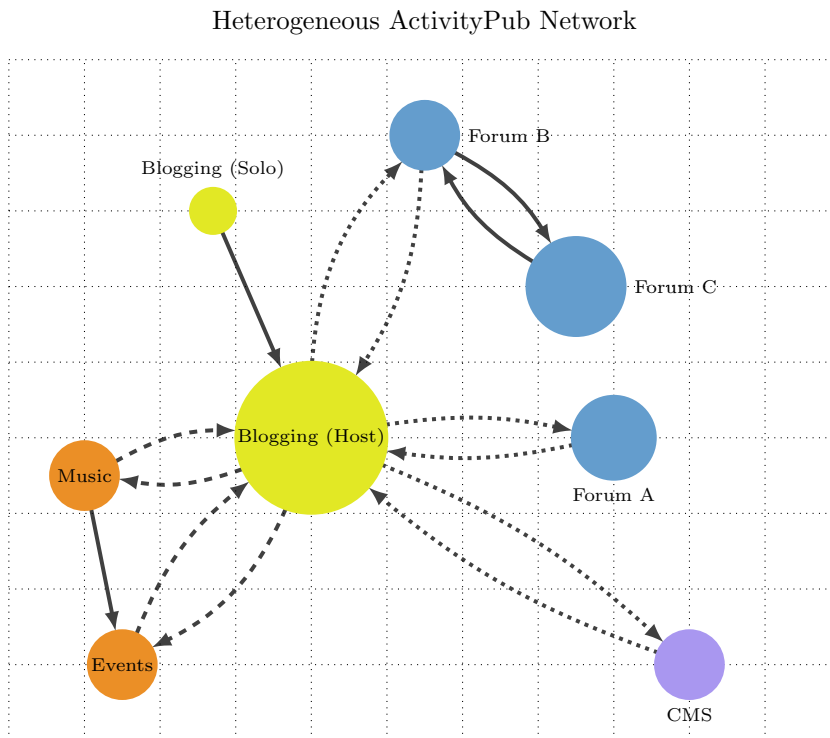 Heterogeneous ActivityPub Network
Forum B
Blogging (Solo)
Forum C
Blogging (Host)
Music
Forum A
Events
CMS